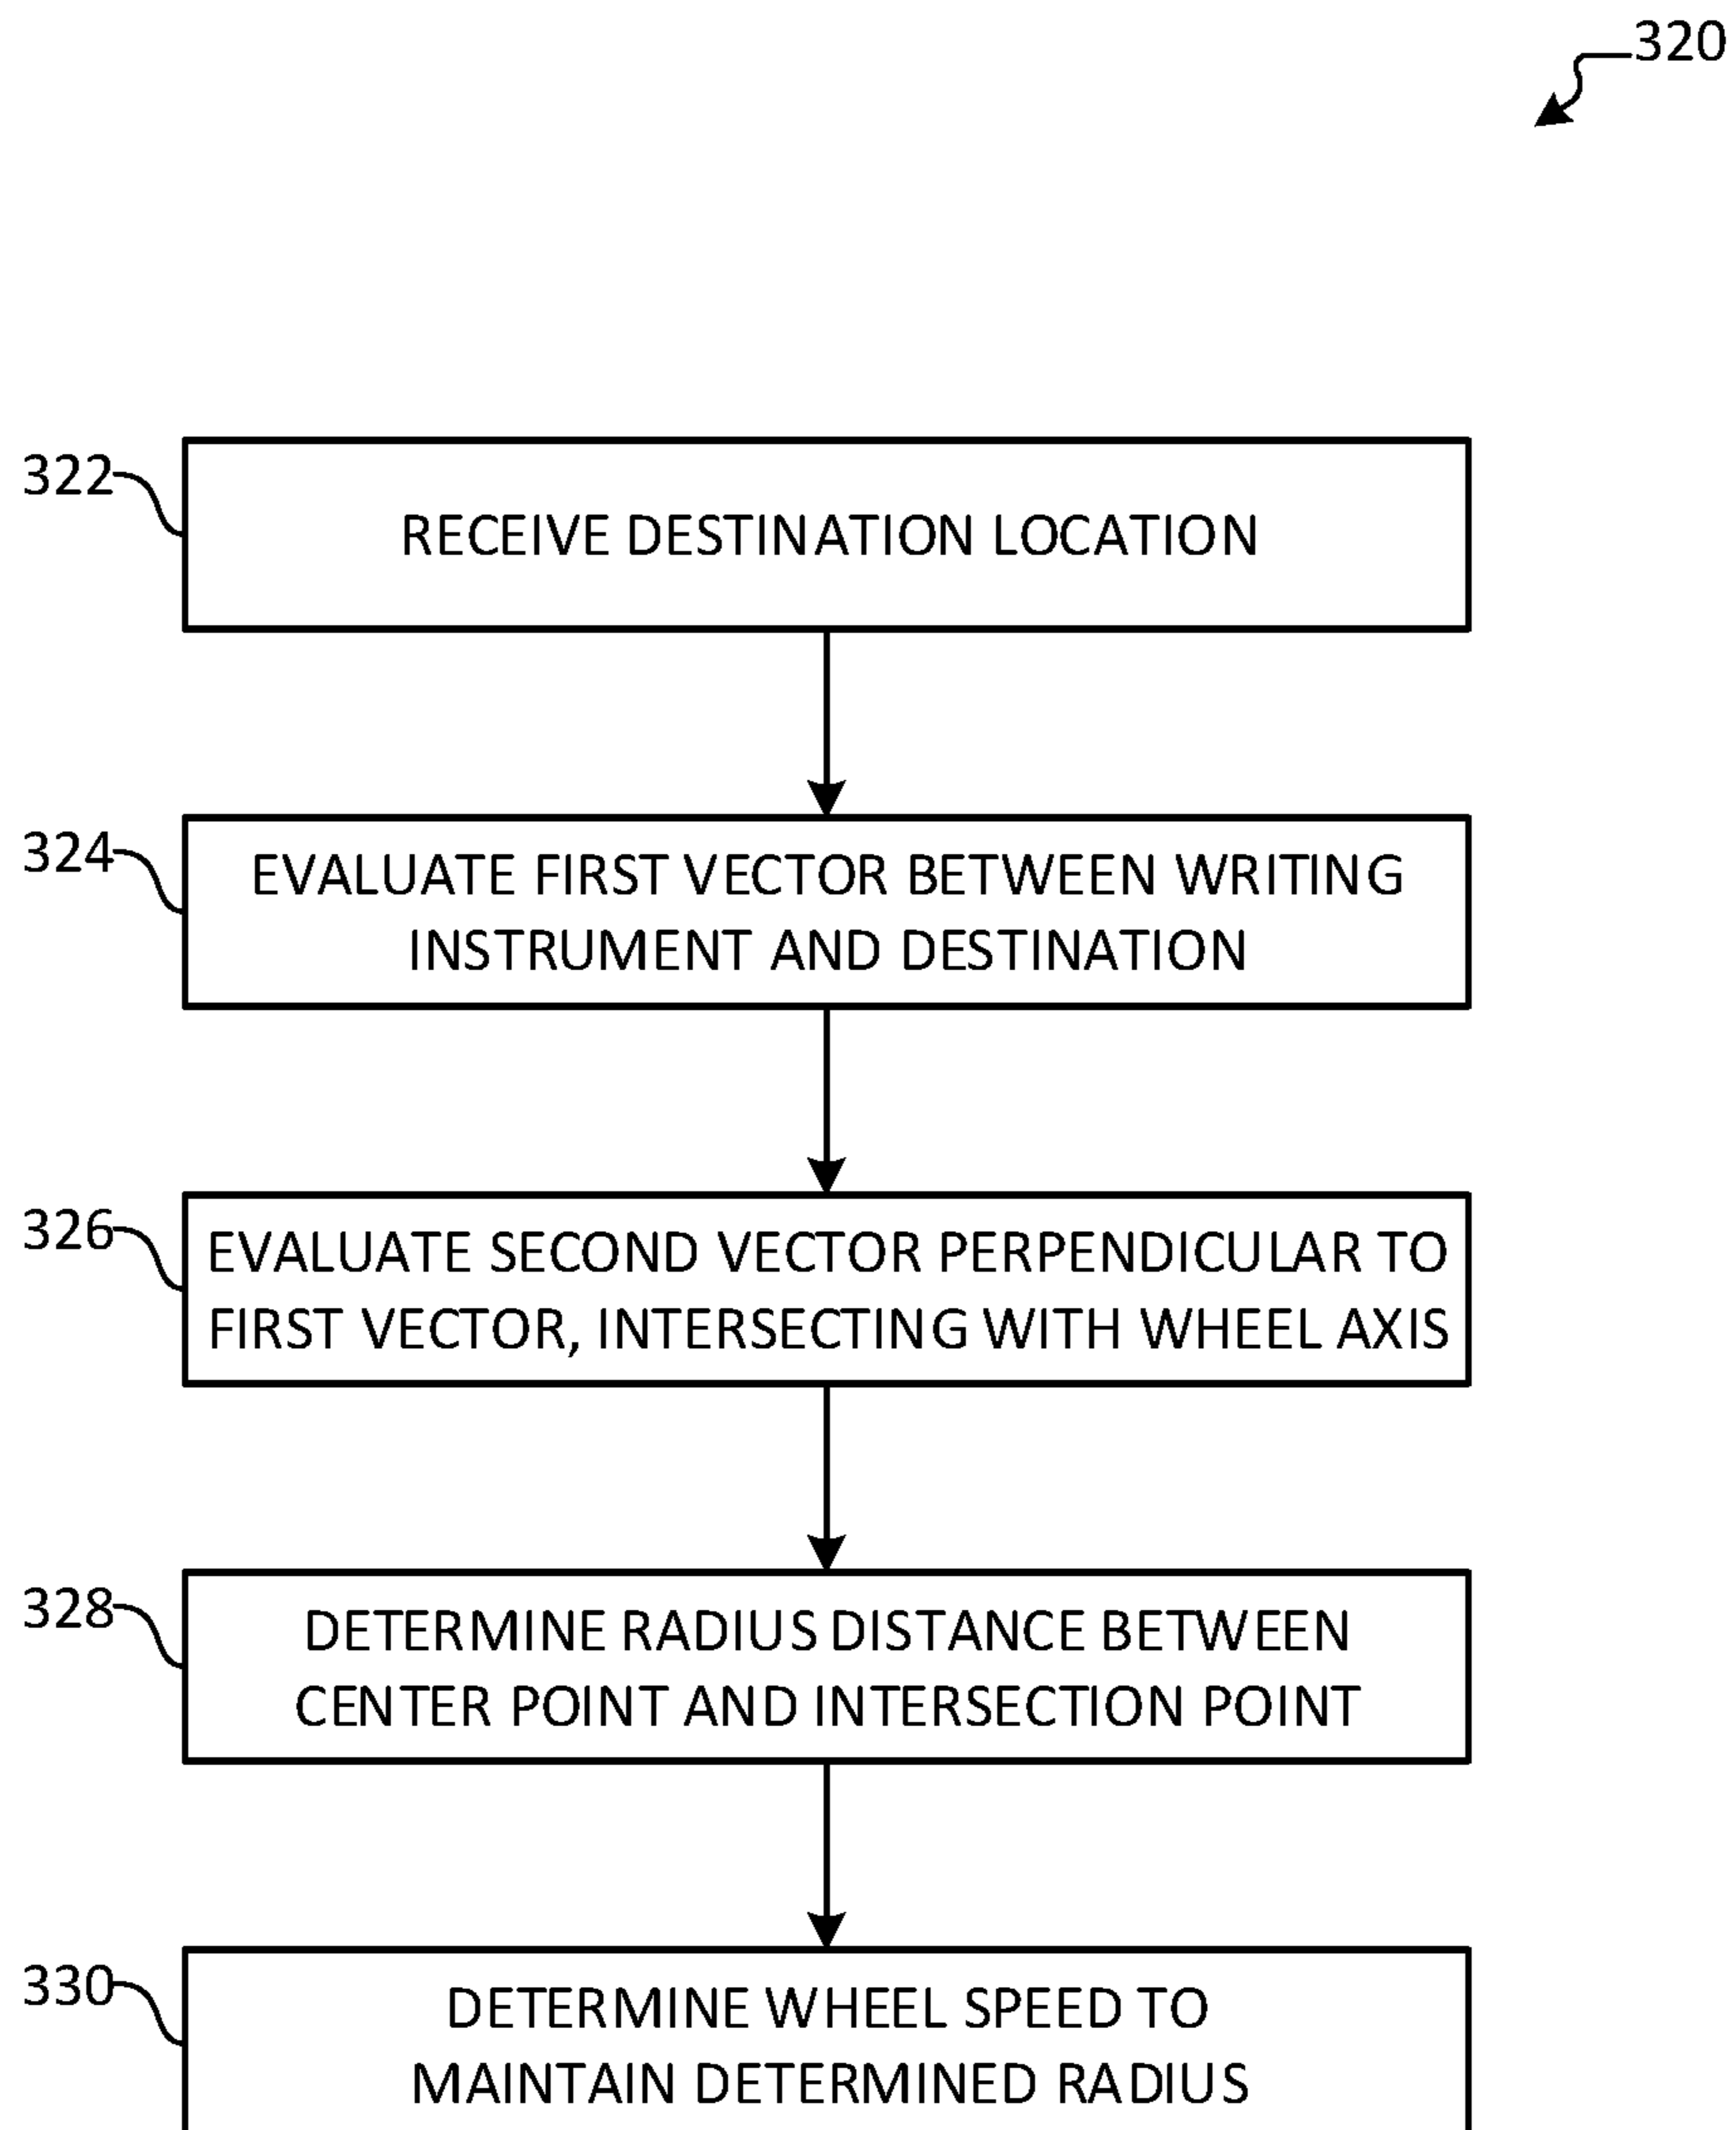 320
322
RECEIVE DESTINATION LOCATION
324
EVALUATE FIRST VECTOR BETWEEN WRITING
INSTRUMENT AND DESTINATION
326
EVALUATE SECOND VECTOR PERPENDICULAR TO
FIRST VECTOR, INTERSECTING WITH WHEEL AXIS
328
DETERMINE RADIUS DISTANCE BETWEEN
CENTER POINT AND INTERSECTION POINT
330
DETERMINE WHEEL SPEED TO
MAINTAIN DETERMINED RADIUS